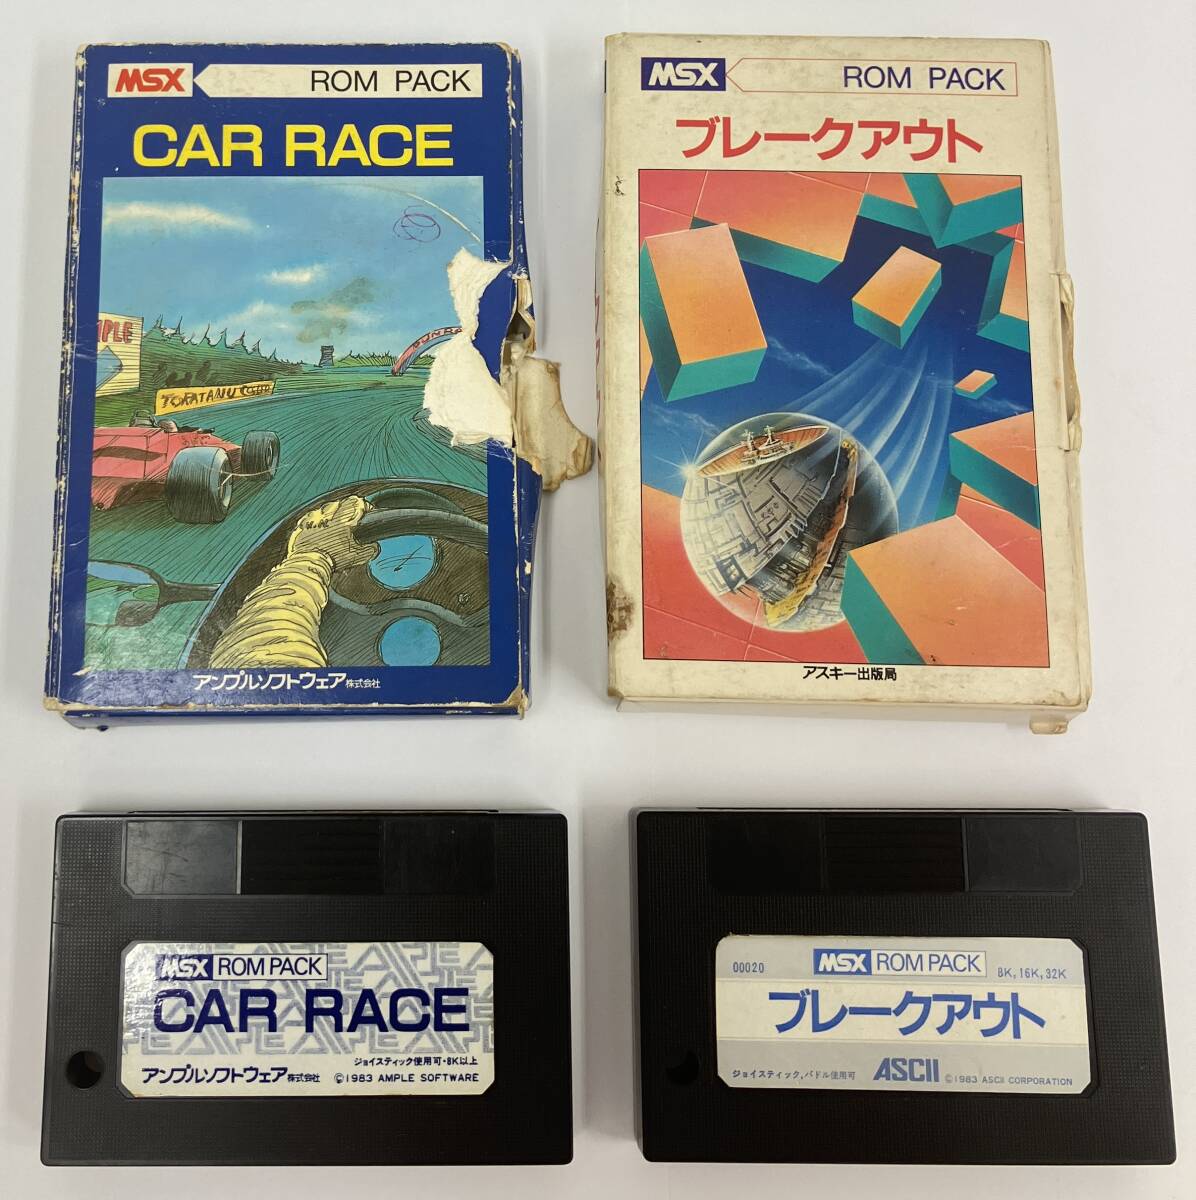 MSX ROM PACK
CAR RACE
PLE
TOKATANU
アンプルソフトウェア株式会社
MSX ROM PACK
ブレークアウト
アスキー出版局
MSX ROM PACK
CAR RACE
ジョイスティック使用可・8K以上
アンプルソフトウェア株式会社 ©1983 AMPLE SOFTWARE
00020 MSX ROM PACK 8K, 16K, 32K
ブレークアウト
ジョイスティック, パドル使用可 ASCII ©1983 ASCII CORPORATION